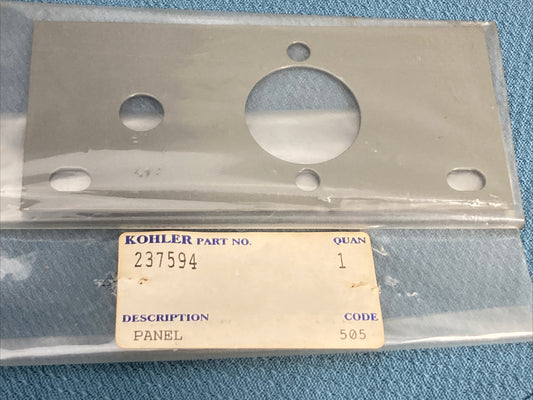 KOHLER PART NO. QUAN
237594 1
DESCRIPTION CODE
PANEL 505